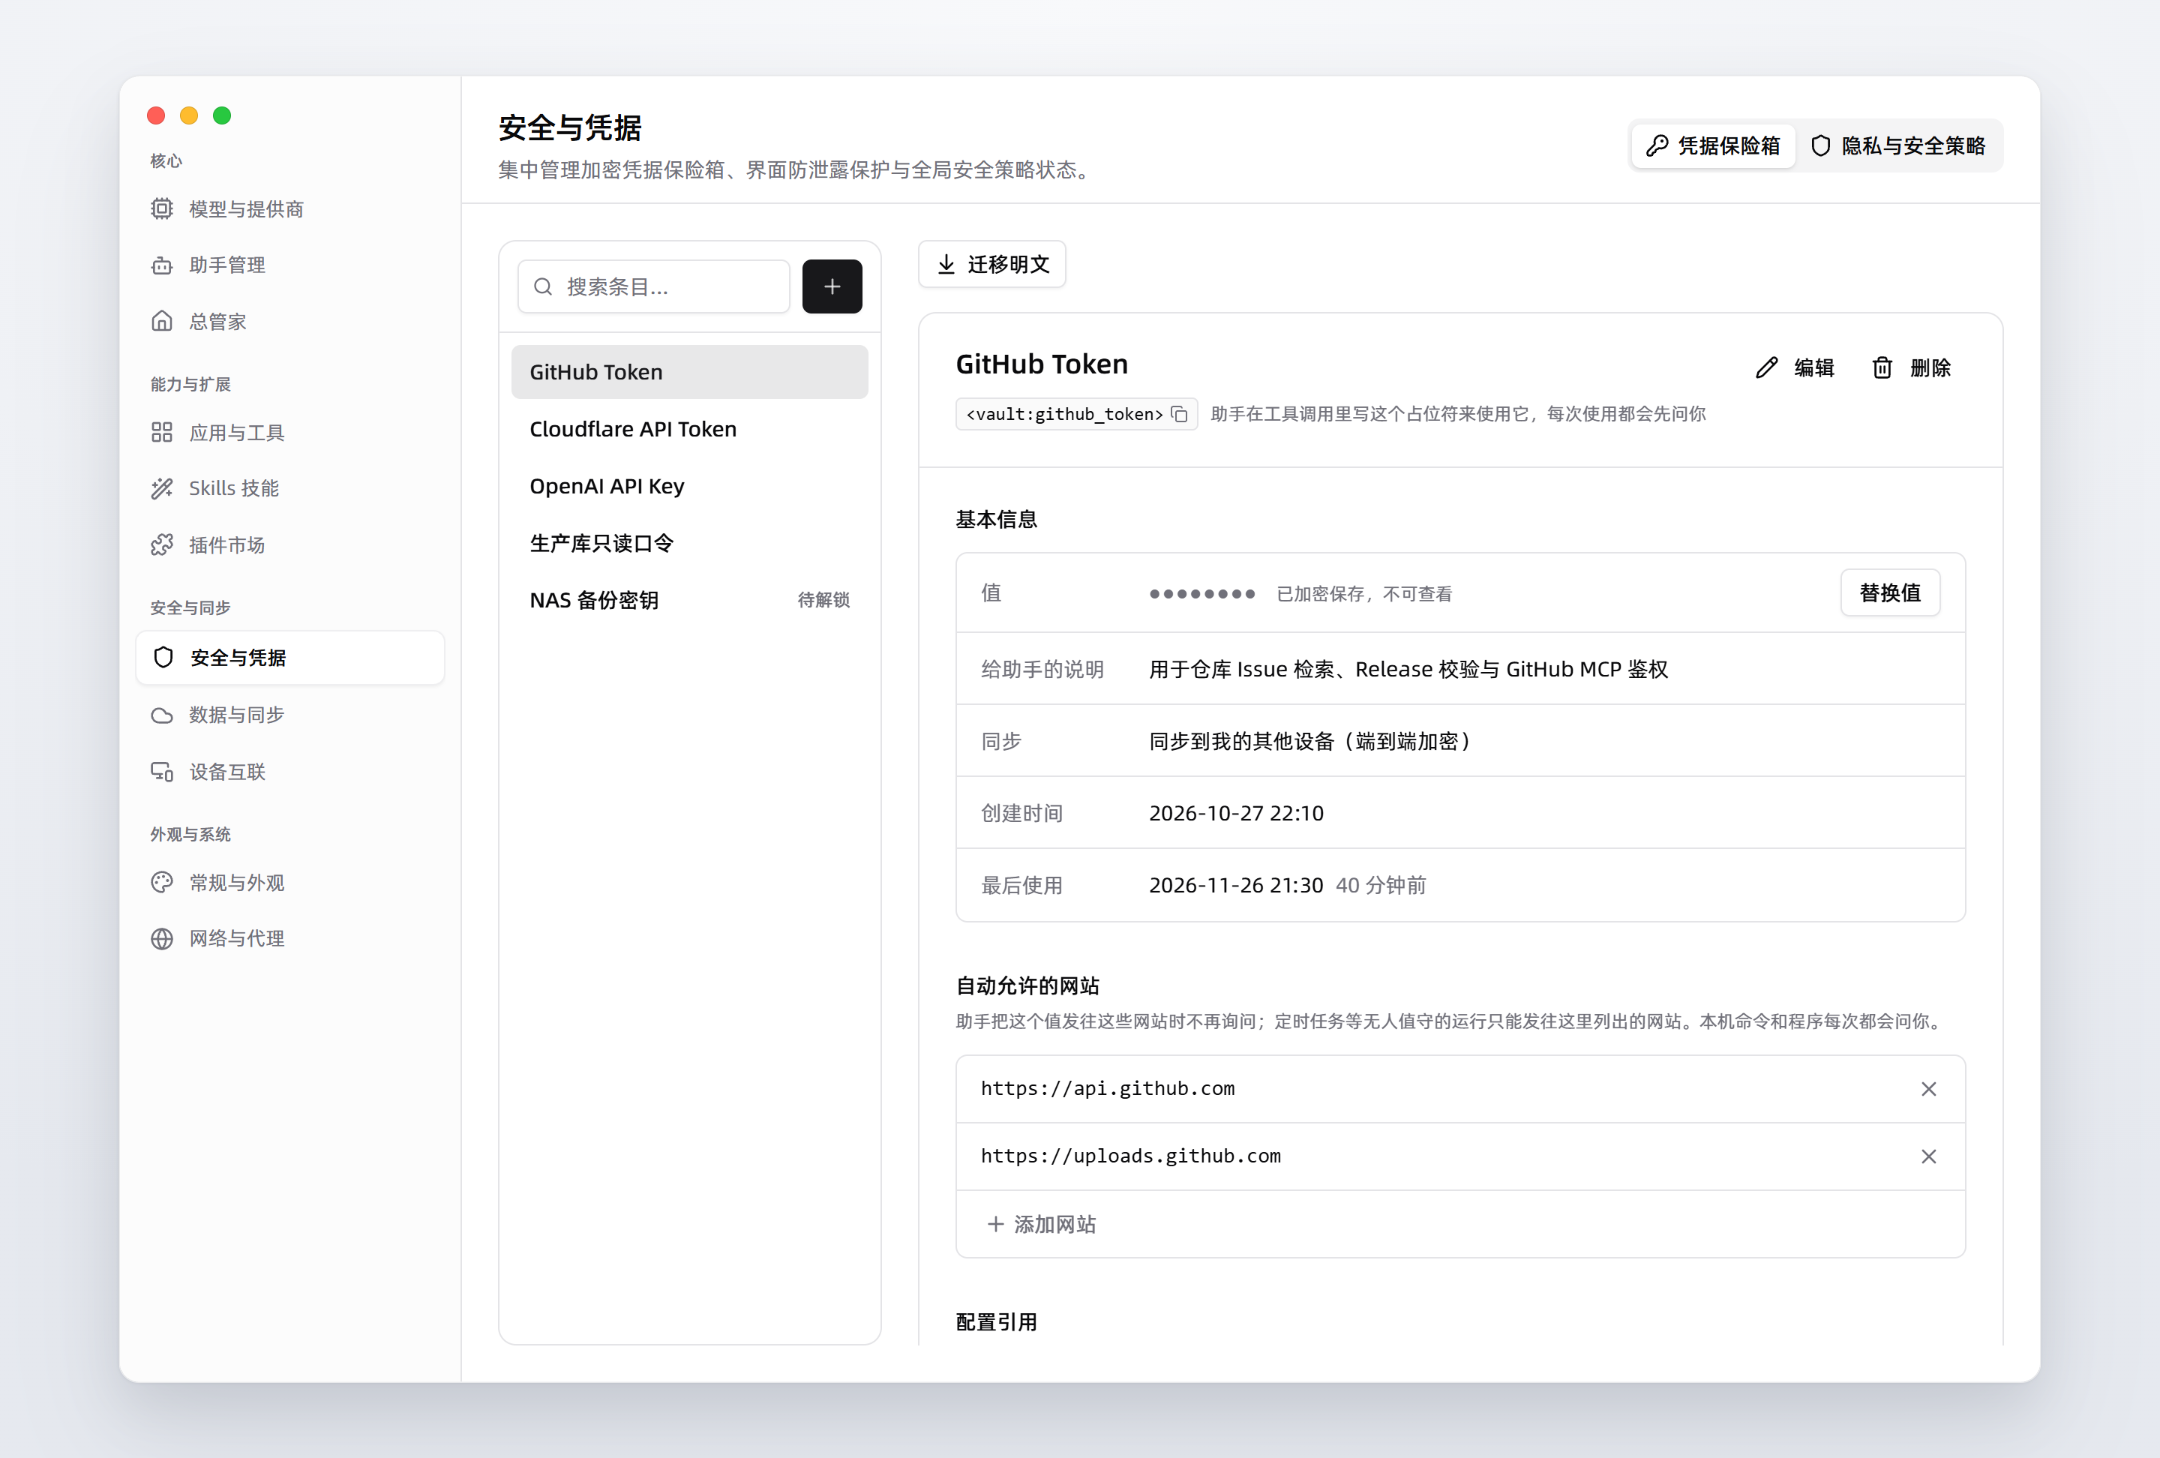 核心
模型与提供商
助手管理
总管家
能力与扩展
应用与工具
Skills 技能
插件市场
安全与同步
安全与凭据
数据与同步
设备互联
外观与系统
常规与外观
网络与代理
安全与凭据
集中管理加密凭据保险箱、界面防泄露保护与全局安全策略状态。
凭据保险箱
隐私与安全策略
搜索条目...
GitHub Token
Cloudflare API Token
OpenAI API Key
生产库只读口令
NAS 备份密钥 待解锁
迁移明文
GitHub Token
编辑
删除
<vault:github_token> 助手在工具调用里写这个占位符来使用它，每次使用都会先问你
基本信息
值 •••••••• 已加密保存，不可查看 替换值
给助手的说明 用于仓库 Issue 检索、Release 校验与 GitHub MCP 鉴权
同步 同步到我的其他设备（端到端加密）
创建时间 2026-10-27 22:10
最后使用 2026-11-26 21:30 40 分钟前
自动允许的网站
助手把这个值发往这些网站时不再询问；定时任务等无人值守的运行只能发往这里列出的网站。本机命令和程序每次都会问你。
https://api.github.com
https://uploads.github.com
添加网站
配置引用